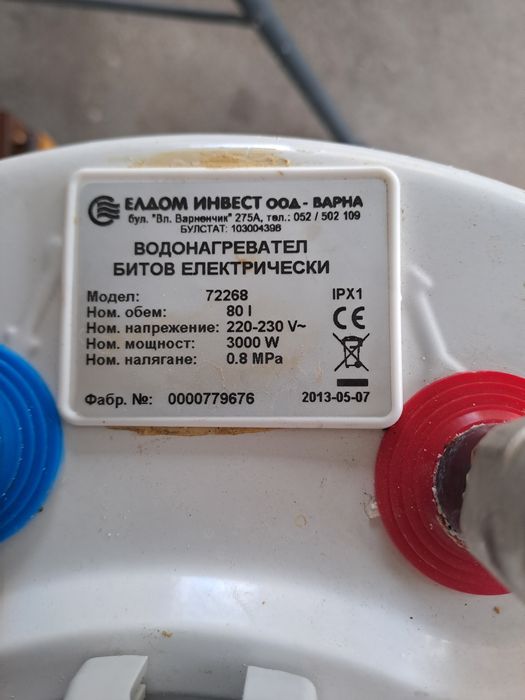 ЕЛДОМ ИНВЕСТ ООД - ВАРНА
бул. "Вл. Варненчик" 275А, тел.: 052 / 502 109
БУЛСТАТ: 103004398
ВОДОНАГРЕВАТЕЛ
БИТОВ ЕЛЕКТРИЧЕСКИ
Модел: 72268 IPX1
Ном. обем: 80 l
Ном. напрежение: 220-230 V~ CE
Ном. мощност: 3000 W
Ном. налягане: 0.8 MPa
Фабр. №: 0000779676 2013-05-07